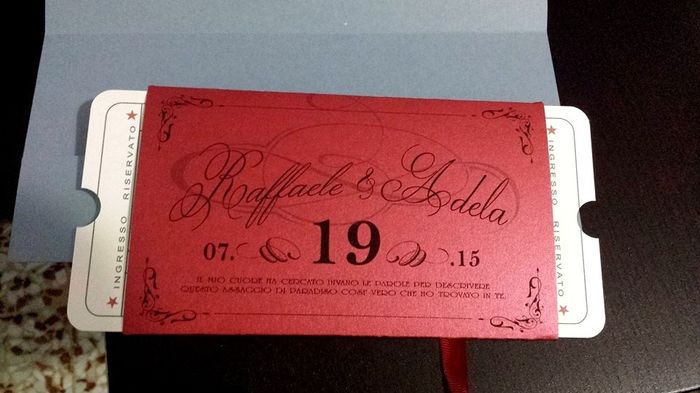 Raffaele & Adela
07. 19 .15
IL MIO CUORE HA CERCATO INVANO LE PAROLE PER DESCRIVERE
QUESTO ASSAGGIO DI PARADISO COSI' VERO CHE HO TROVATO IN TE.
★ INGRESSO RISERVATO ★
★ INGRESSO RISERVATO ★